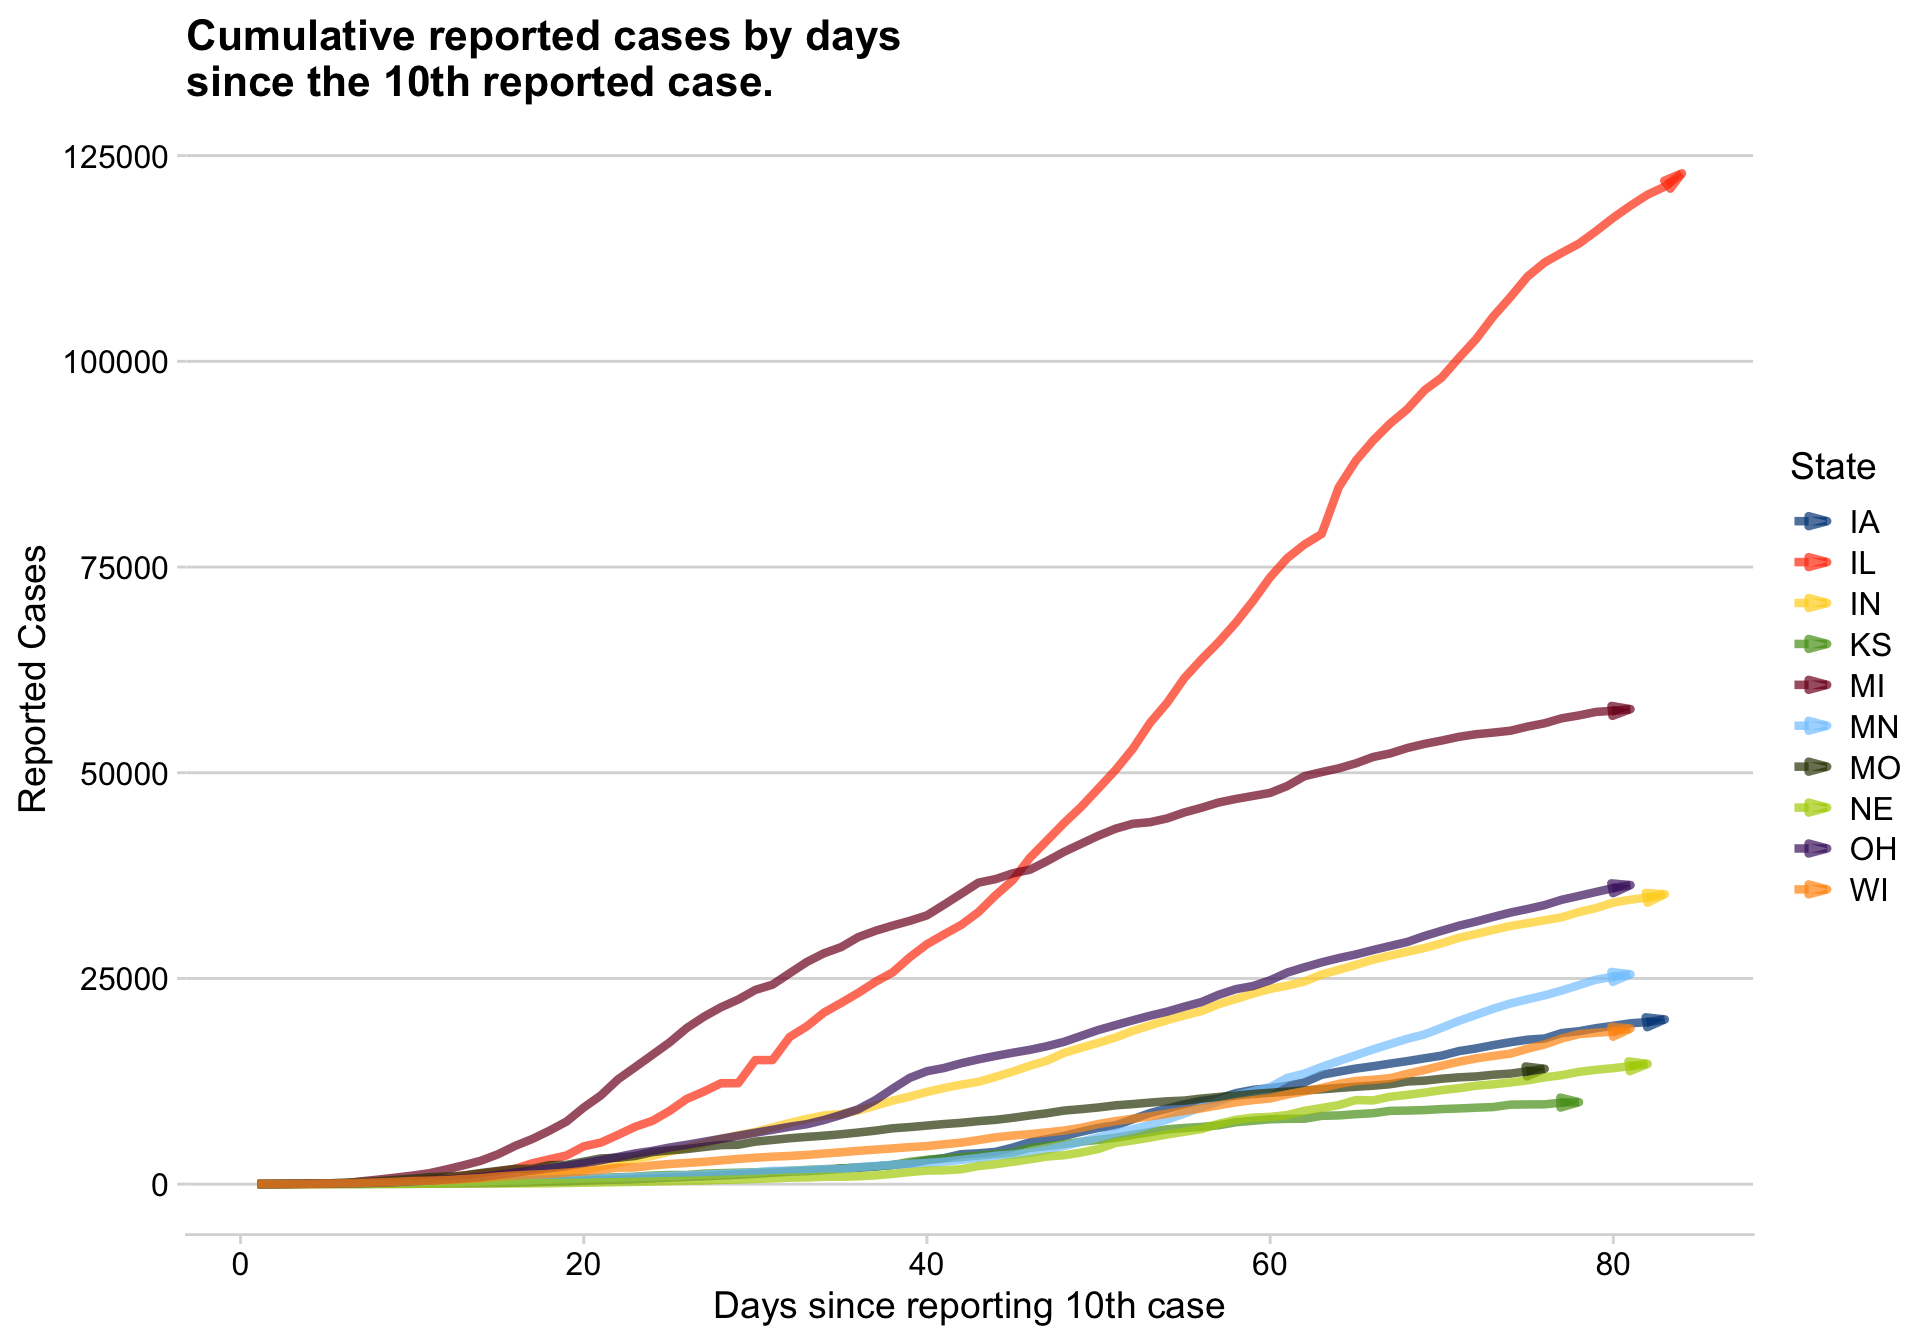 Cumulative reported cases by days
since the 10th reported case.
125000
100000
75000
50000
25000
0
Reported Cases
0 20 40 60 80
Days since reporting 10th case
State
IA
IL
IN
KS
MI
MN
MO
NE
OH
WI